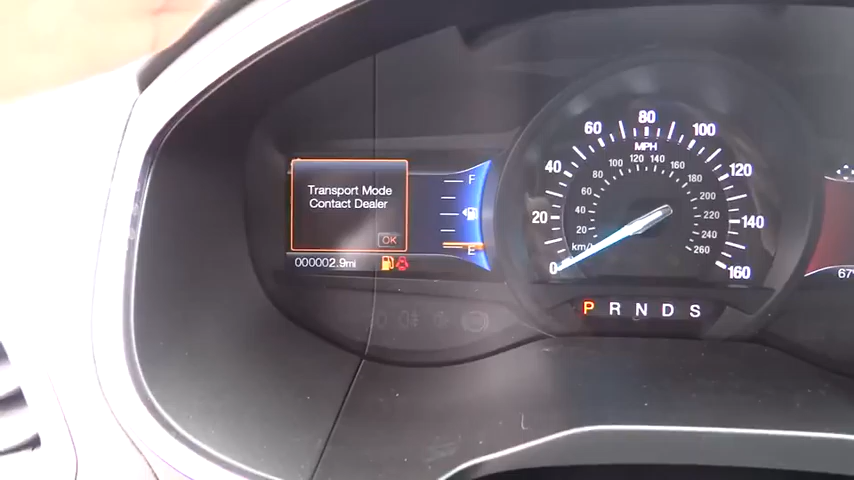 Transport Mode
Contact Dealer
OK
000002.9mi
F
E
0
20
40
60
80
100
120
140
160
MPH
km/h
20
40
60
80
100
120
140
160
180
200
220
240
260
P R N D S
67